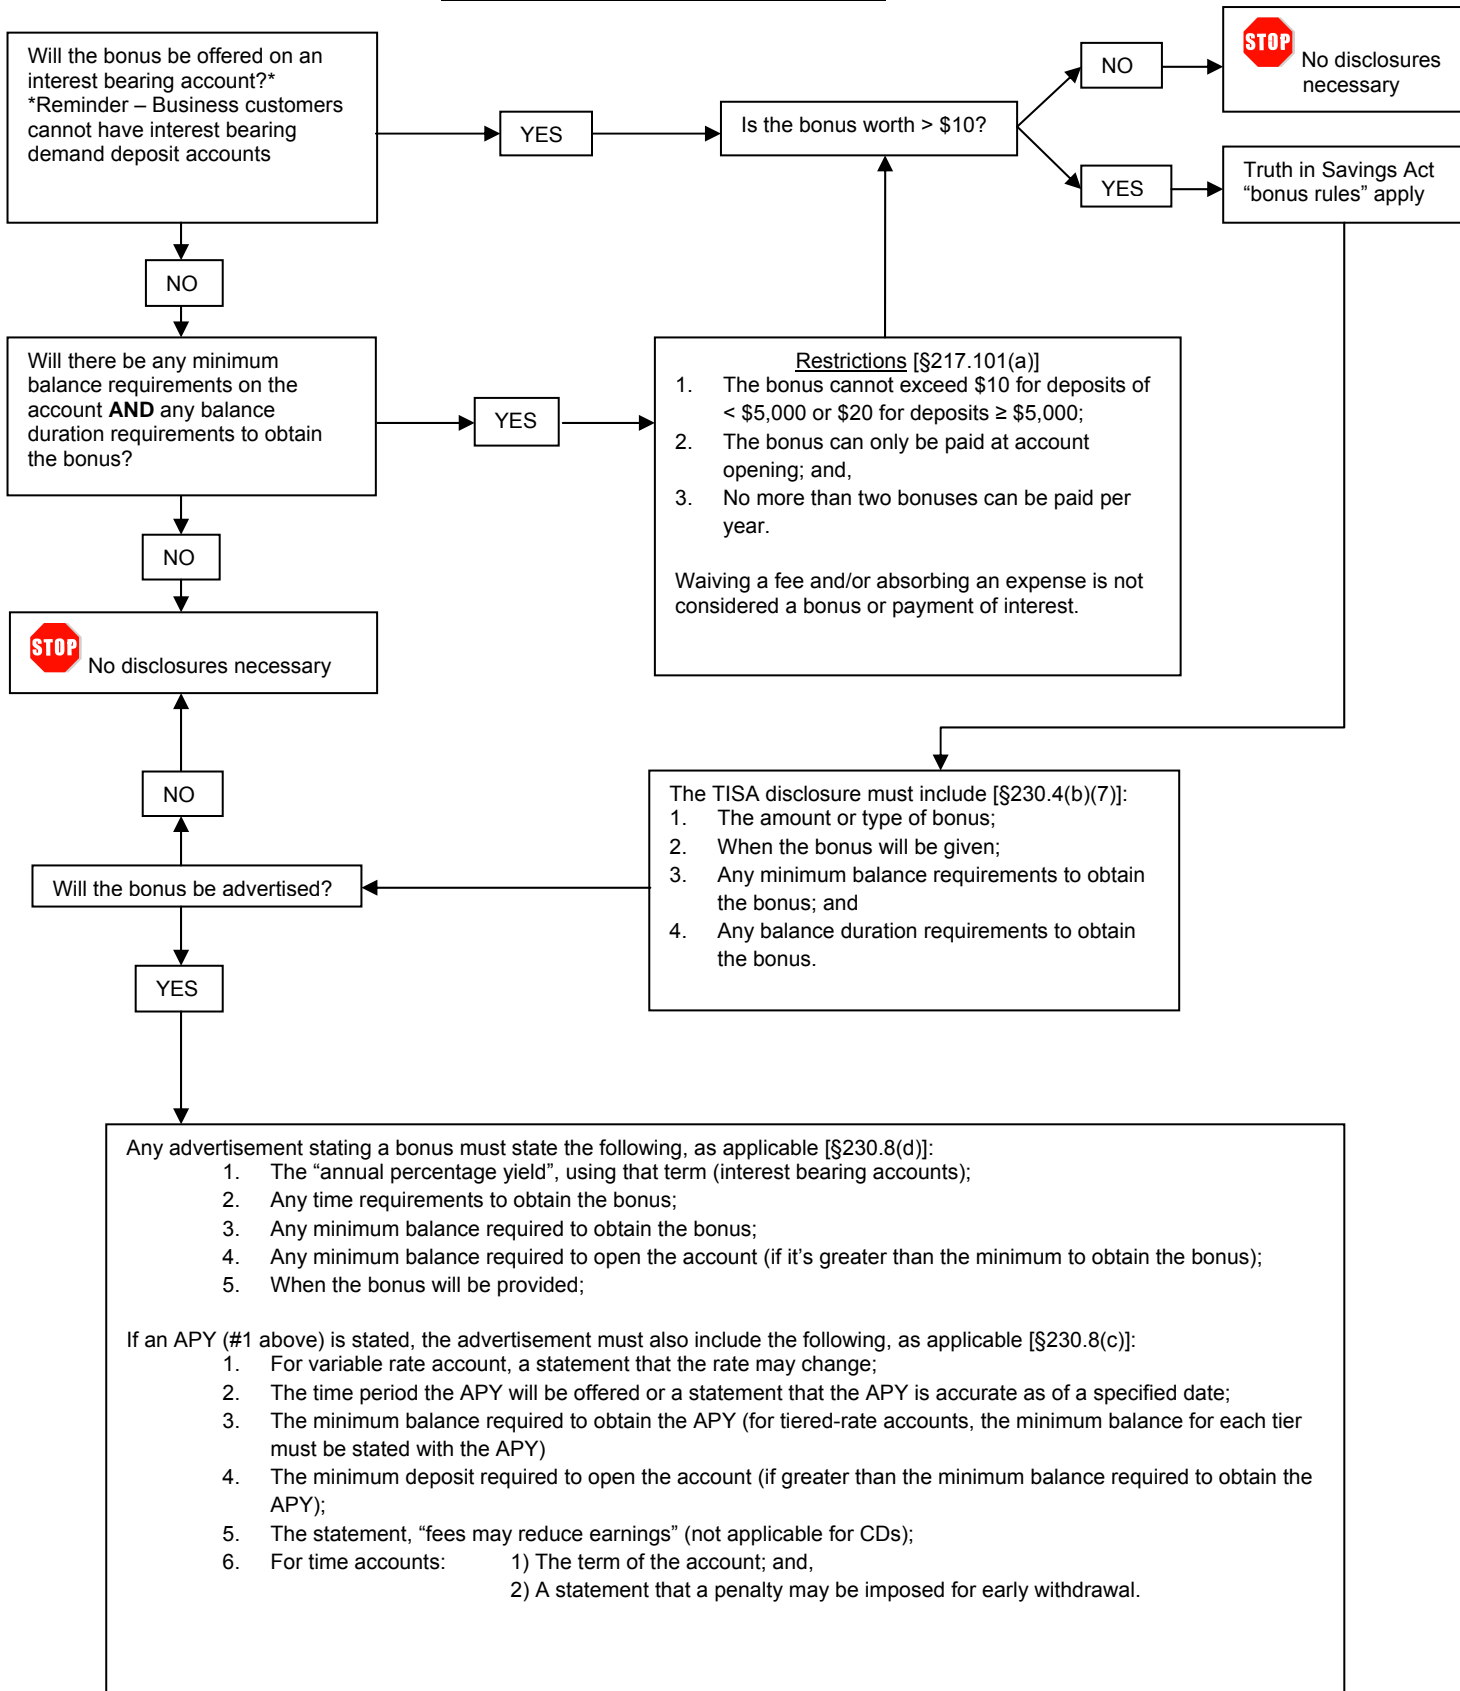 Will the bonus be offered on an
interest bearing account?*
*Reminder – Business customers
cannot have interest bearing
demand deposit accounts
YES
Is the bonus worth > $10?
NO
STOP
No disclosures
necessary
YES
Truth in Savings Act
“bonus rules” apply
NO
Will there be any minimum
balance requirements on the
account AND any balance
duration requirements to obtain
the bonus?
YES
Restrictions [§217.101(a)]
1. The bonus cannot exceed $10 for deposits of
< $5,000 or $20 for deposits ≥ $5,000;
2. The bonus can only be paid at account
opening; and,
3. No more than two bonuses can be paid per
year.
Waiving a fee and/or absorbing an expense is not
considered a bonus or payment of interest.
NO
STOP
No disclosures necessary
NO
Will the bonus be advertised?
The TISA disclosure must include [§230.4(b)(7)]:
1. The amount or type of bonus;
2. When the bonus will be given;
3. Any minimum balance requirements to obtain
the bonus; and
4. Any balance duration requirements to obtain
the bonus.
YES
Any advertisement stating a bonus must state the following, as applicable [§230.8(d)]:
1. The “annual percentage yield”, using that term (interest bearing accounts);
2. Any time requirements to obtain the bonus;
3. Any minimum balance required to obtain the bonus;
4. Any minimum balance required to open the account (if it’s greater than the minimum to obtain the bonus);
5. When the bonus will be provided;
If an APY (#1 above) is stated, the advertisement must also include the following, as applicable [§230.8(c)]:
1. For variable rate account, a statement that the rate may change;
2. The time period the APY will be offered or a statement that the APY is accurate as of a specified date;
3. The minimum balance required to obtain the APY (for tiered-rate accounts, the minimum balance for each tier
must be stated with the APY)
4. The minimum deposit required to open the account (if greater than the minimum balance required to obtain the
APY);
5. The statement, “fees may reduce earnings” (not applicable for CDs);
6. For time accounts: 1) The term of the account; and,
2) A statement that a penalty may be imposed for early withdrawal.